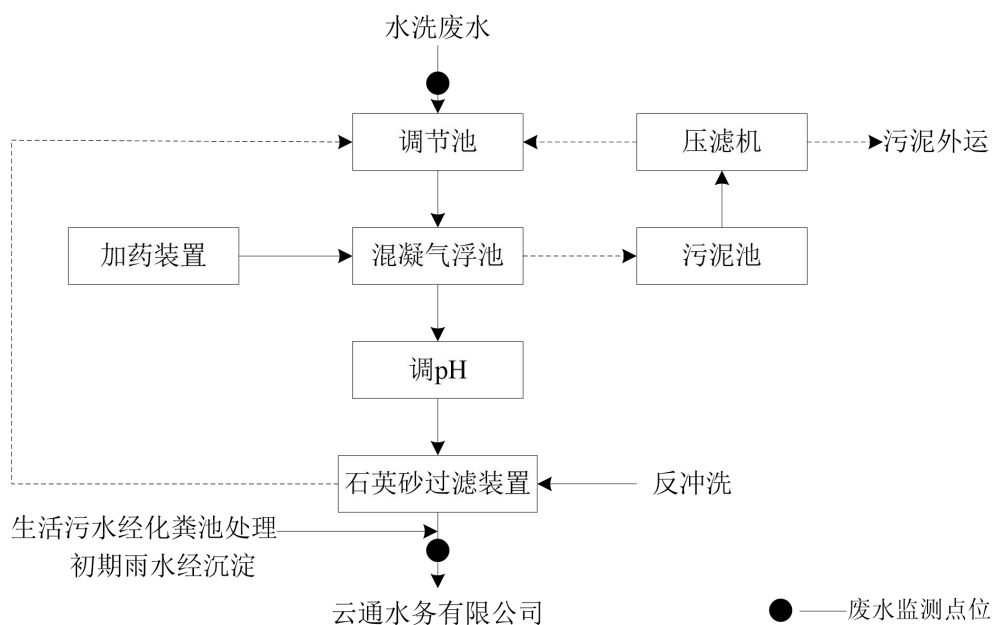 水洗废水
调节池
压滤机
污泥外运
加药装置
混凝气浮池
污泥池
调pH
石英砂过滤装置
反冲洗
生活污水经化粪池处理
初期雨水经沉淀
云通水务有限公司
废水监测点位